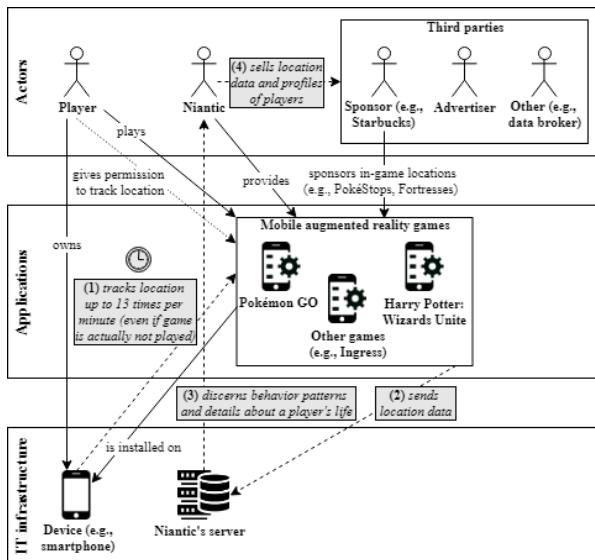 Actors
Third parties
Player
Niantic
(4) sells location
data and profiles
of players
Sponsor (e.g.,
Starbucks)
Advertiser
Other (e.g.,
data broker)
plays
gives permission
to track location
provides
sponsors in-game locations
(e.g., PokéStops, Fortresses)
owns
Applications
Mobile augmented reality games
(1) tracks location
up to 13 times per
minute (even if game
is actually not played)
Pokémon GO
Other games
(e.g., Ingress)
Harry Potter:
Wizards Unite
(3) discerns behavior patterns
and details about a player's life
(2) sends
location data
IT infrastructure
is installed on
Device (e.g.,
smartphone)
Niantic's server